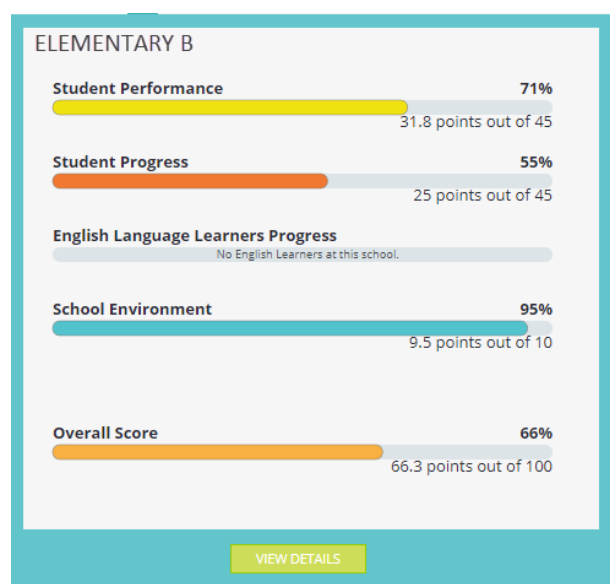 ELEMENTARY B
Student Performance 71%
31.8 points out of 45
Student Progress 55%
25 points out of 45
English Language Learners Progress
No English Learners at this school.
School Environment 95%
9.5 points out of 10
Overall Score 66%
66.3 points out of 100
VIEW DETAILS